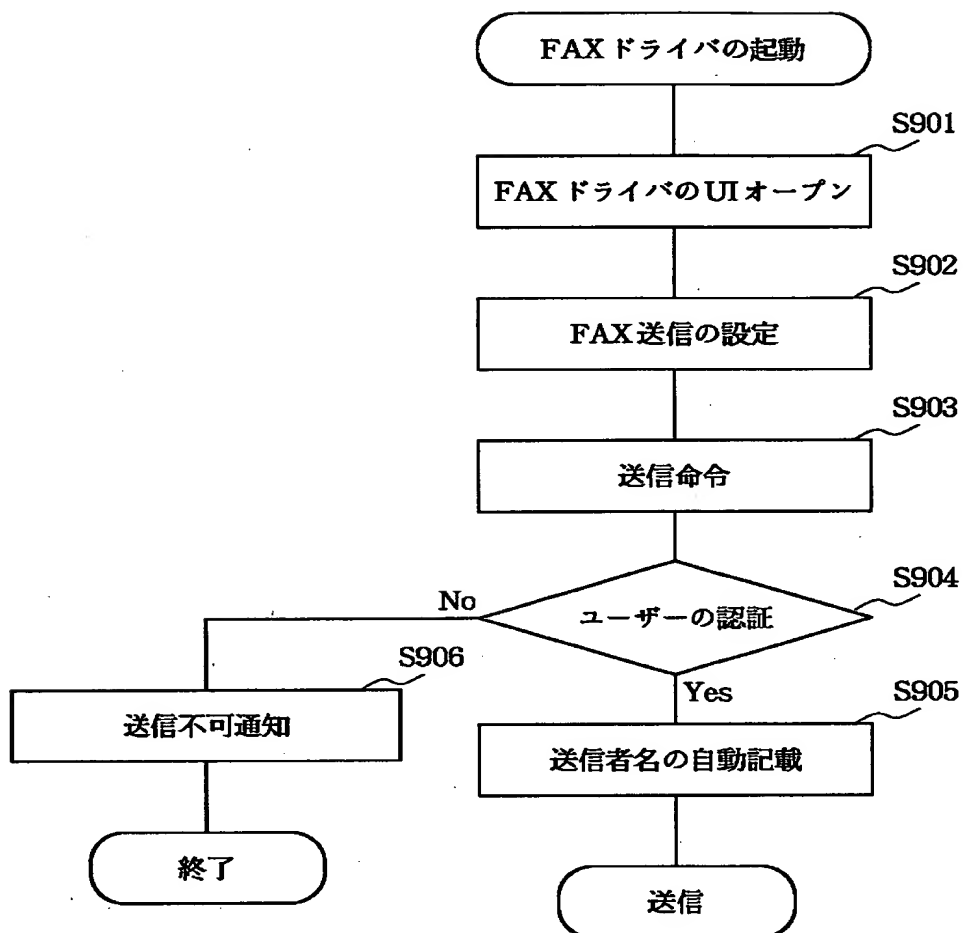 FAXドライバの起動
S901
FAXドライバのUIオープン
S902
FAX送信の設定
S903
送信命令
S904
ユーザーの認証
No
Yes
S906
送信不可通知
S905
送信者名の自動記載
終了
送信